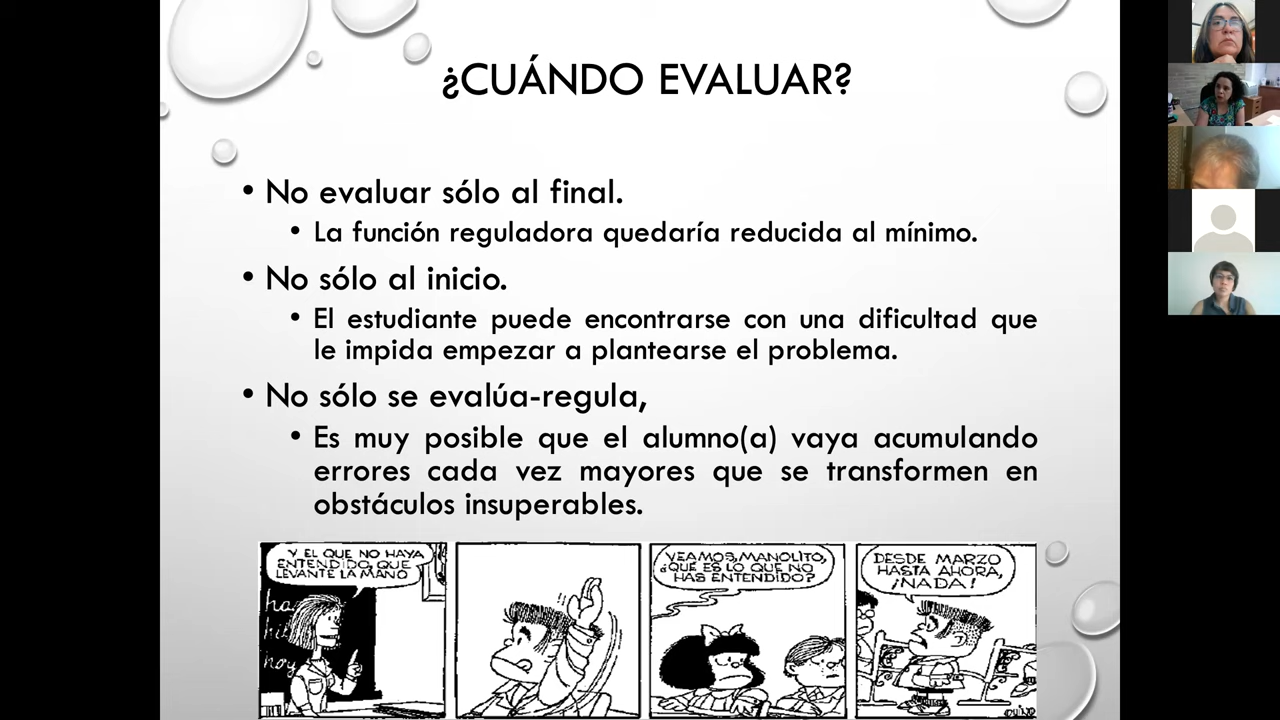 ¿CUÁNDO EVALUAR?
• No evaluar sólo al final.
• La función reguladora quedaría reducida al mínimo.
• No sólo al inicio.
• El estudiante puede encontrarse con una dificultad que
le impida empezar a plantearse el problema.
• No sólo se evalúa-regula,
• Es muy posible que el alumno(a) vaya acumulando
errores cada vez mayores que se transformen en
obstáculos insuperables.
Y EL QUE NO HAYA
ENTENDIDO, QUE
LEVANTE LA MANO
ha
hi
hoy
VEAMOS, MANOLITO,
¿QUÉ ES LO QUE NO
HAS ENTENDIDO?
DESDE MARZO
HASTA AHORA,
¡NADA!